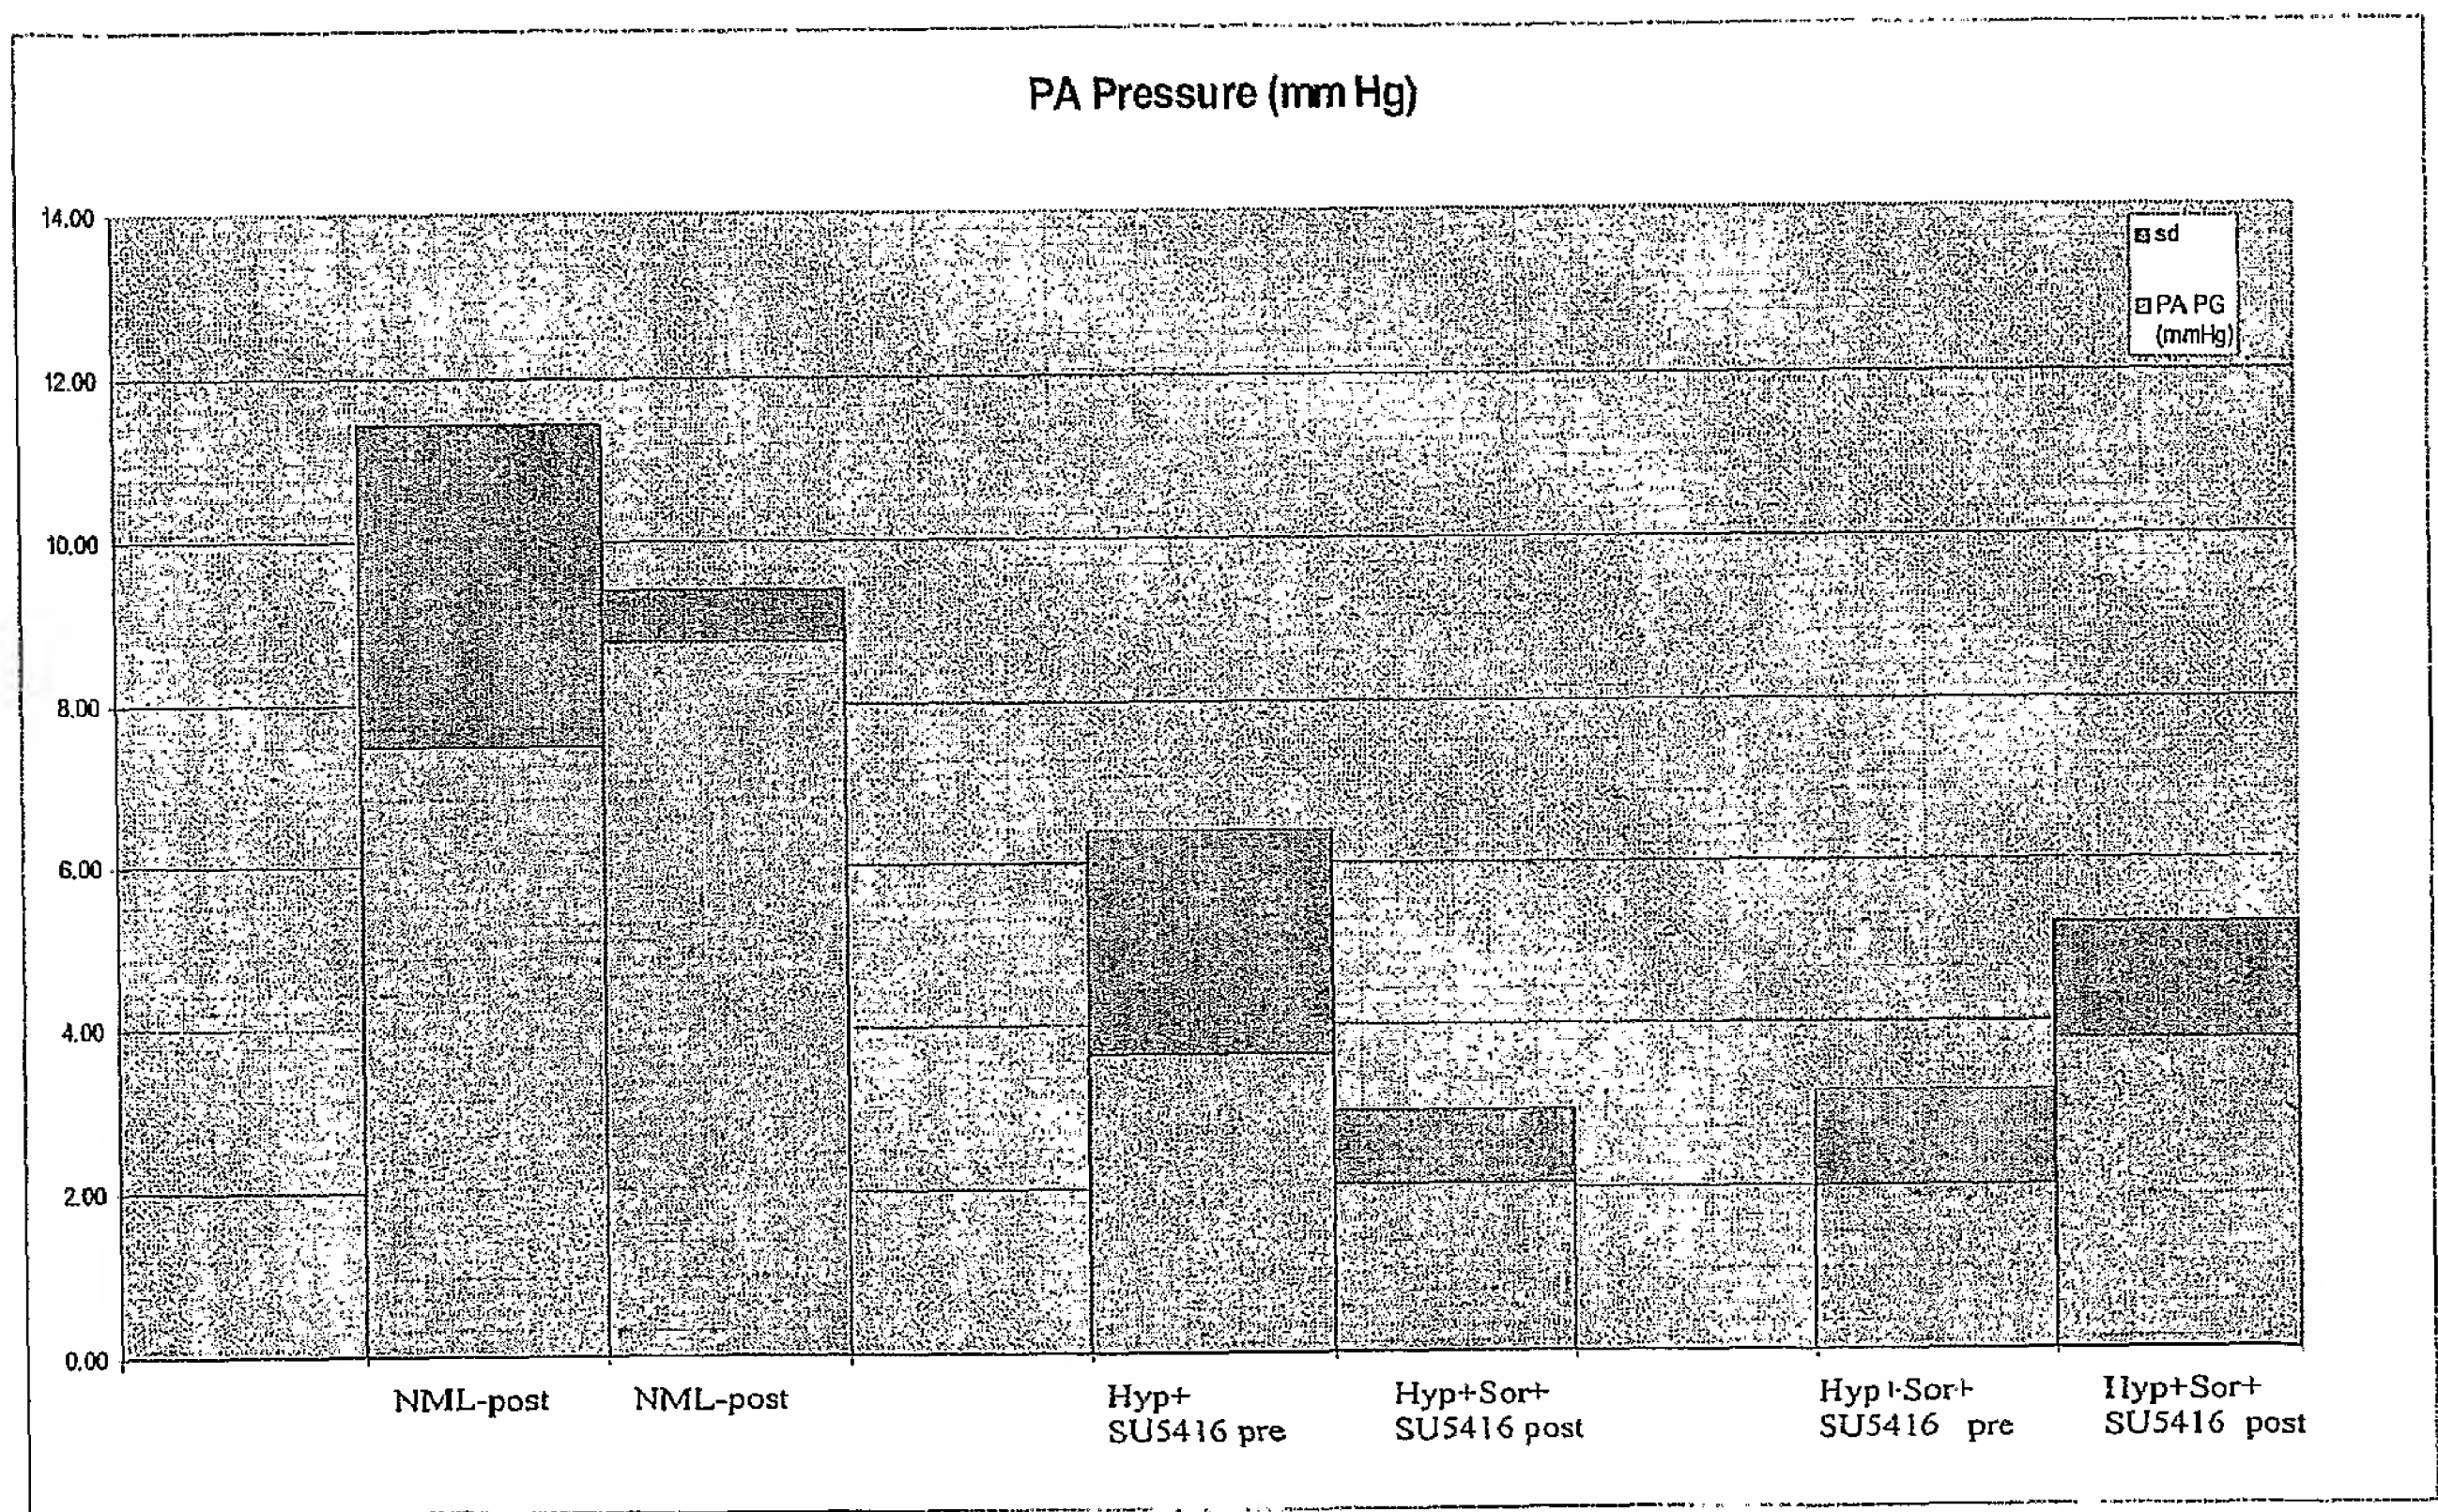 PA Pressure (mm Hg)
14.00
12.00
10.00
8.00
6.00
4.00
2.00
0.00
sd
PA PG
(mmHg)
NML-post
NML-post
Hyp+
SU5416 pre
Hyp+Sor+
SU5416 post
Hyp+Sor+
SU5416 pre
Hyp+Sor+
SU5416 post